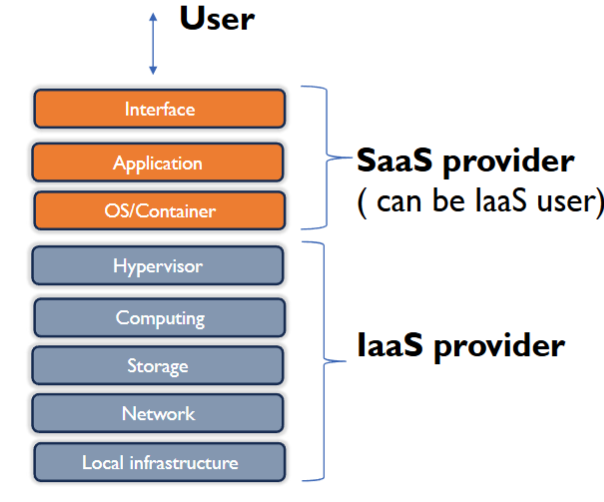 User
Interface
Application
SaaS provider
( can be IaaS user)
OS/Container
Hypervisor
Computing
IaaS provider
Storage
Network
Local infrastructure